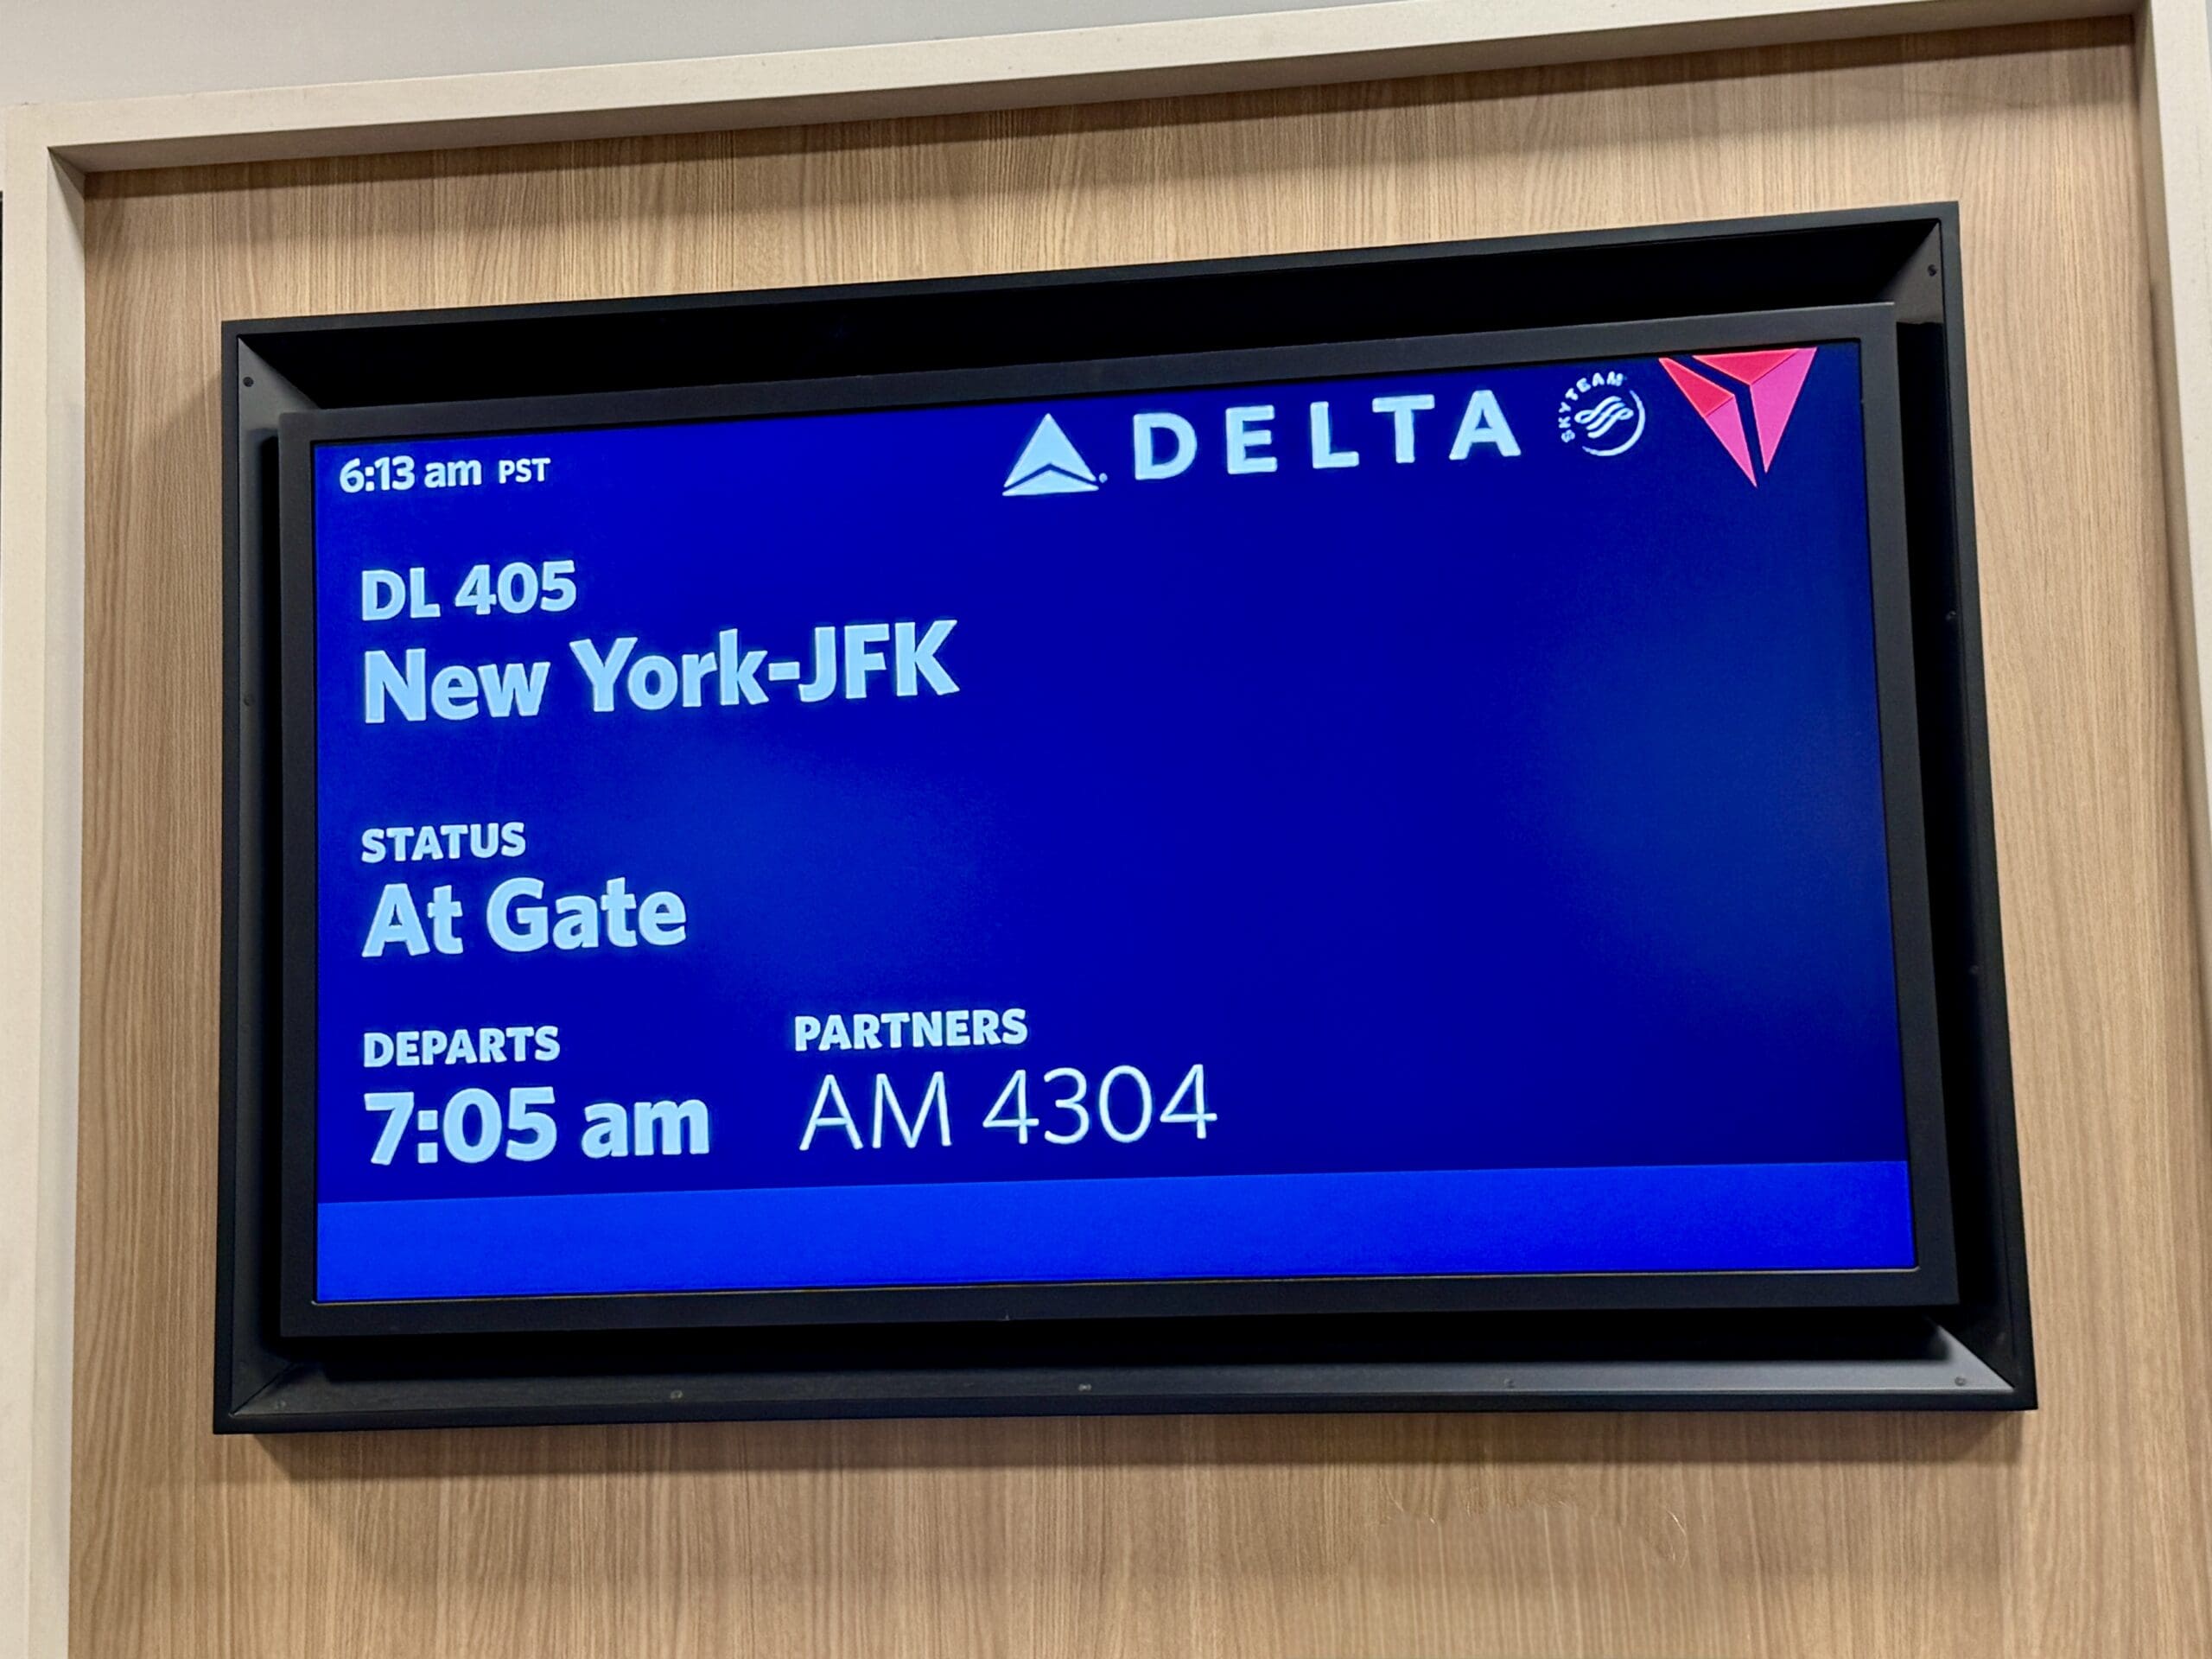 6:13 am PST
DELTA
SKYTEAM
DL 405
New York-JFK
STATUS
At Gate
DEPARTS
7:05 am
PARTNERS
AM 4304